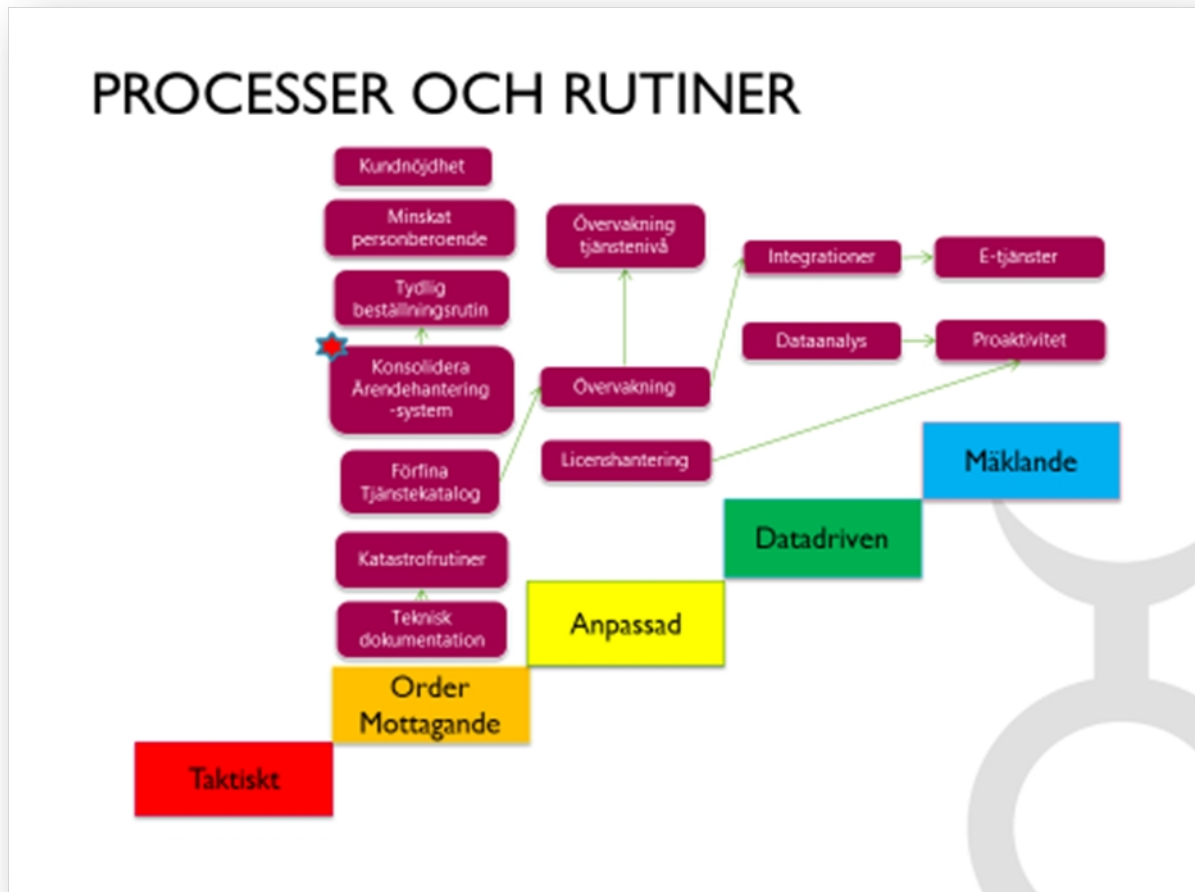 PROCESSER OCH RUTINER
Kundnöjdhet
Minskat
personberoende
Tydlig
beställningsrutin
Konsolidera
Ärendehantering
-system
Förfina
Tjänstekatalog
Katastrofrutiner
Teknisk
dokumentation
Övervakning
tjänstenivå
Övervakning
Licenshantering
Integrationer
E-tjänster
Dataanalys
Proaktivitet
Mäklande
Datadriven
Anpassad
Order
Mottagande
Taktiskt